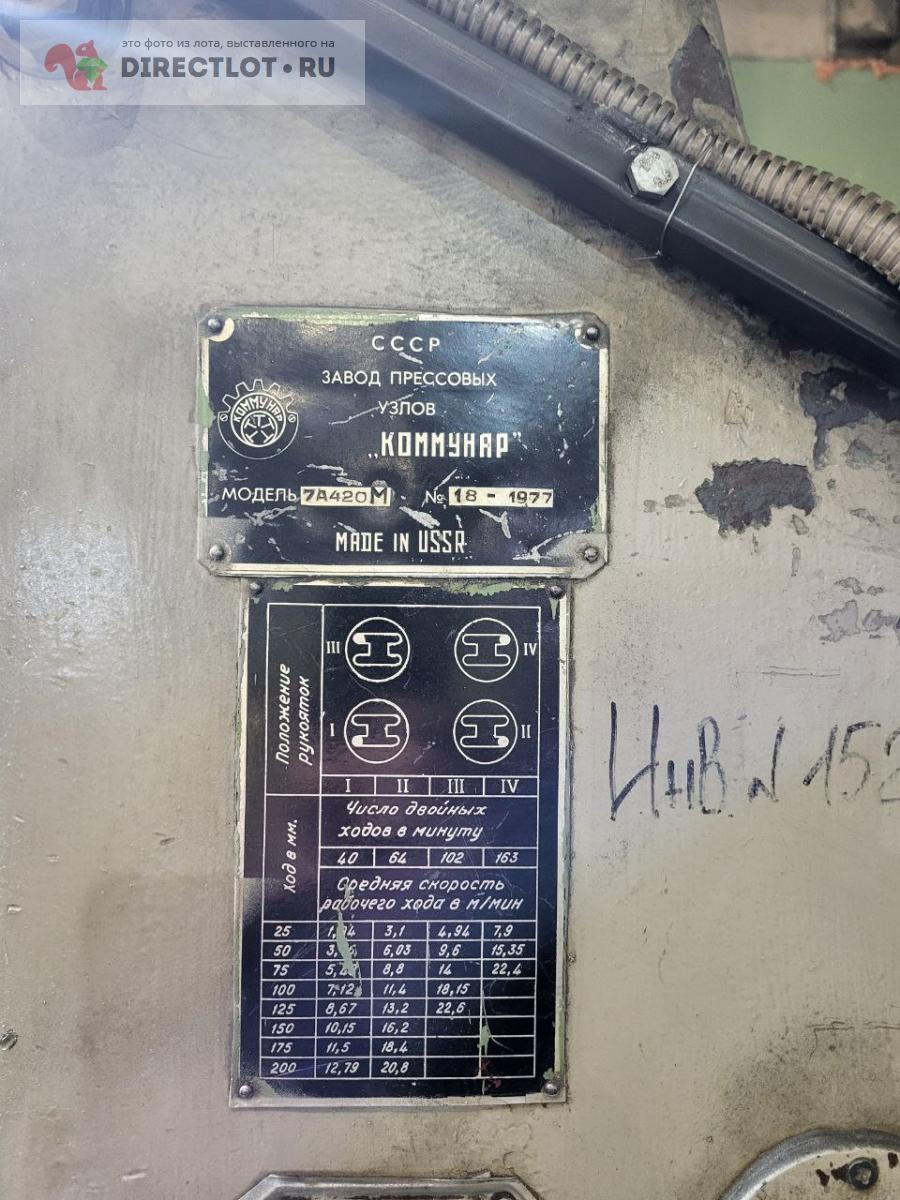 это фото из лота, выставленного на
DIRECTLOT.RU
СССР
ЗАВОД ПРЕССОВЫХ
УЗЛОВ
„КОММУНАР"
КОММУНАР
МОДЕЛЬ 7А420М № 18 - 1977
MADE IN USSR
Положение рукояток
III IV
I II
I II III IV
Ход в мм.
Число двойных
ходов в минуту
40 64 102 163
Средняя скорость
рабочего хода в м/мин
25 3,1 4,94 7,9
50 6,03 9,6 15,35
75 8,8 14 22,4
100 7,12 11,4 18,15
125 8,67 13,2 22,6
150 10,15 16,2
175 11,5 18,4
200 12,79 20,8
ИнВ N 152